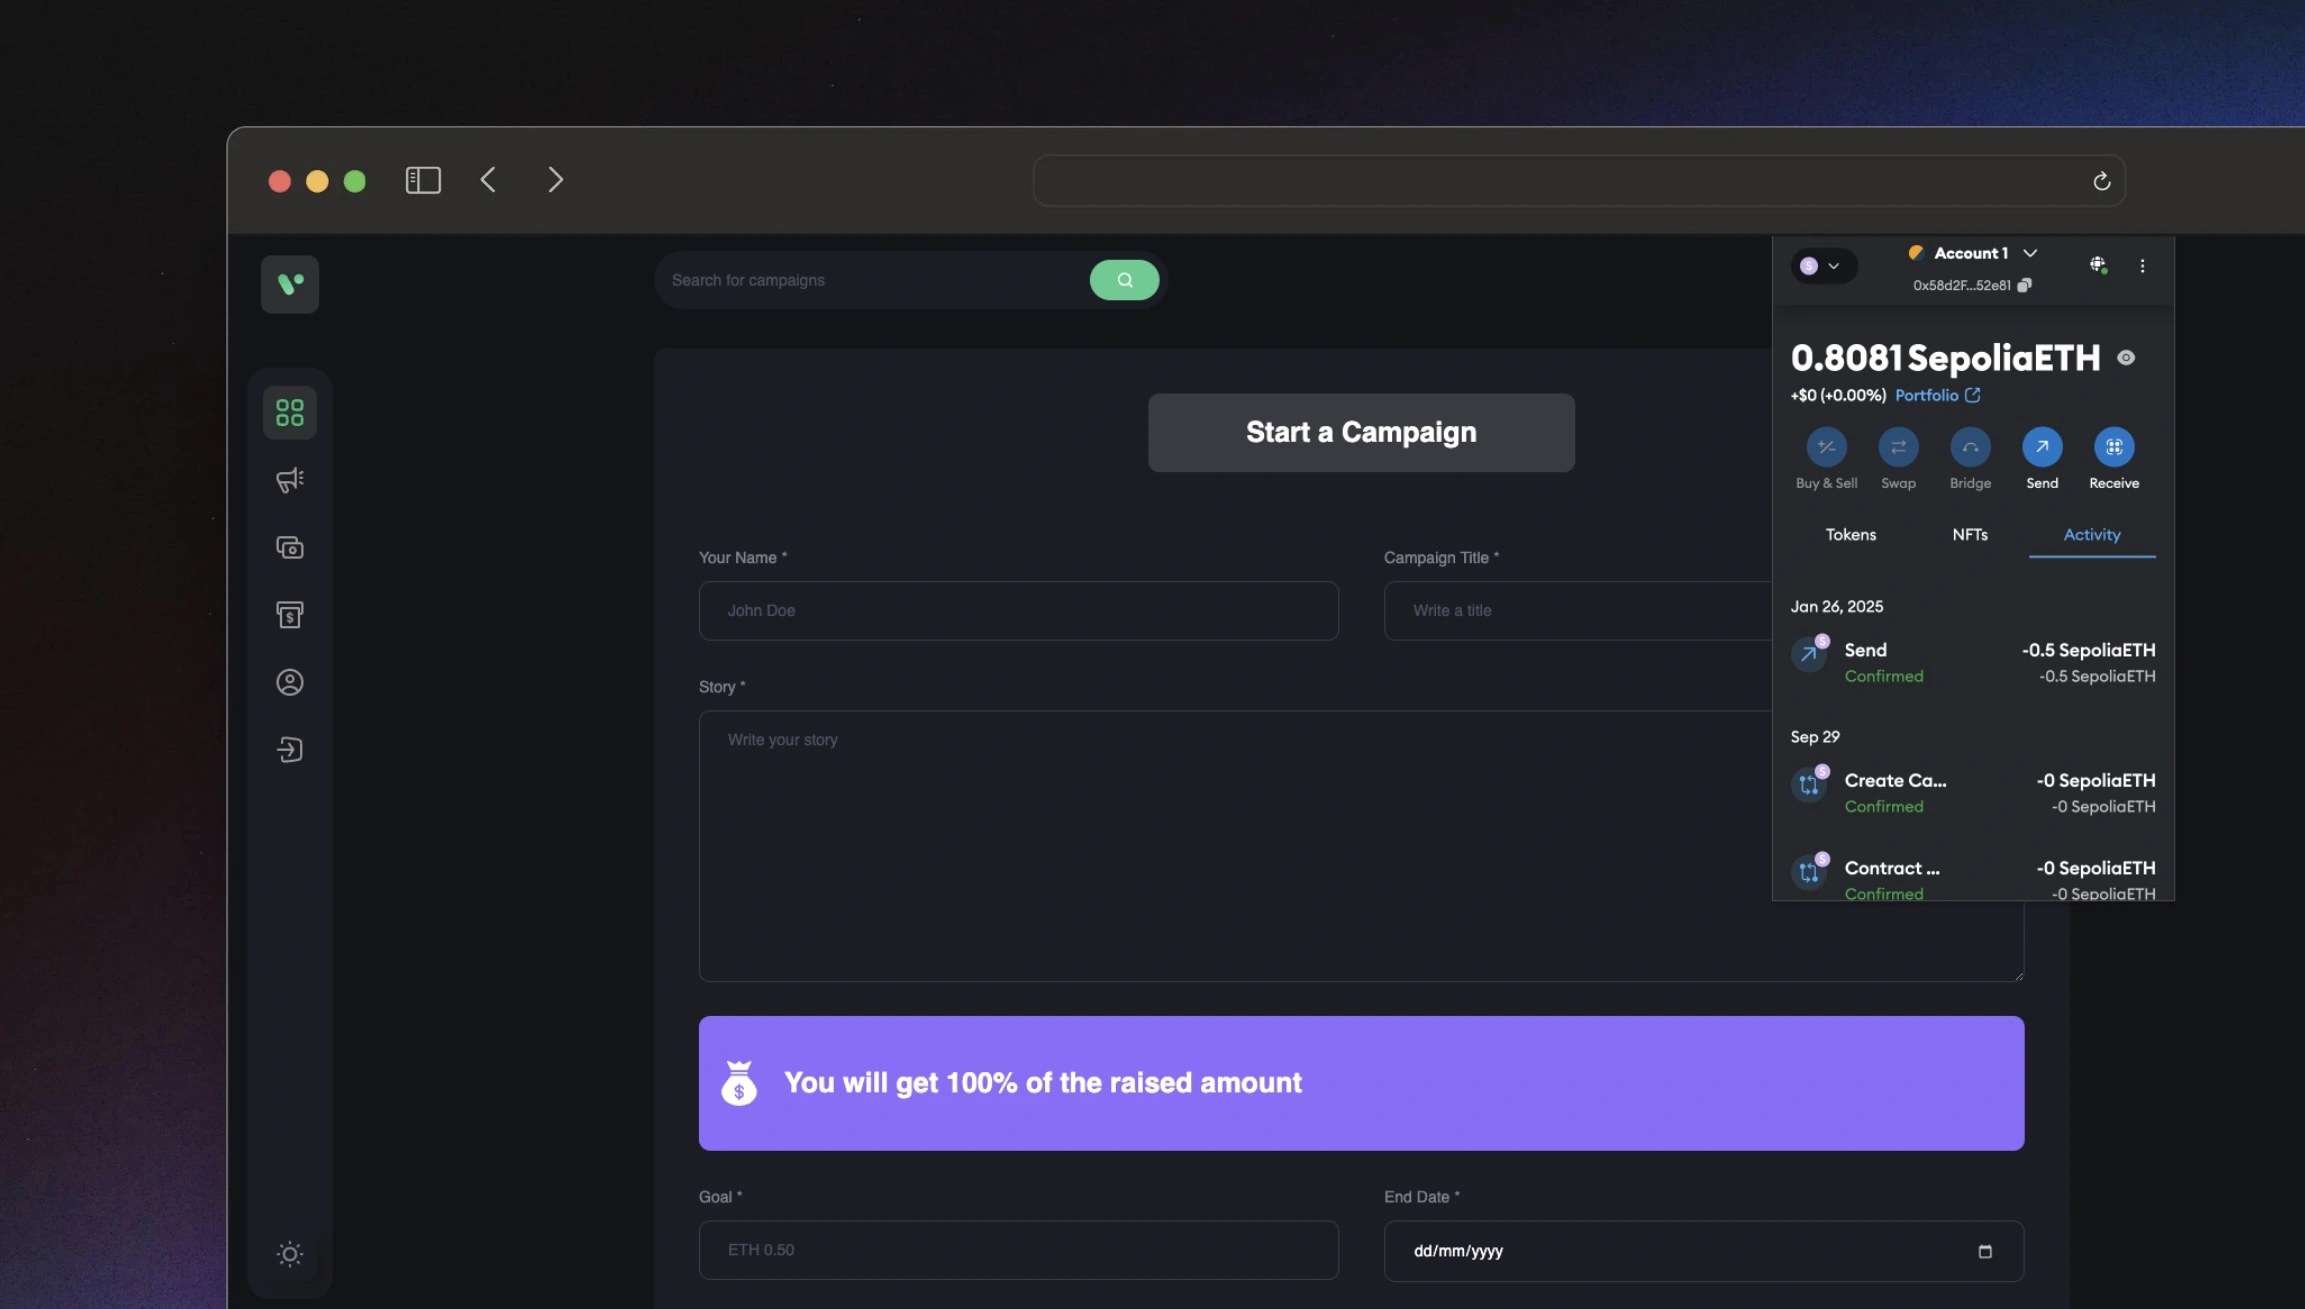 Search for campaigns
Start a Campaign
Your Name *
John Doe
Campaign Title *
Write a title
Story *
Write your story
$
You will get 100% of the raised amount
Goal *
ETH 0.50
End Date *
dd/mm/yyyy
S
Account 1
0x58d2F...52e81
0.8081 SepoliaETH
+$0 (+0.00%) Portfolio
Buy & Sell Swap Bridge Send Receive
Tokens NFTs Activity
Jan 26, 2025
S
Send -0.5 SepoliaETH
Confirmed -0.5 SepoliaETH
Sep 29
S
Create Ca... -0 SepoliaETH
Confirmed -0 SepoliaETH
S
Contract ... -0 SepoliaETH
Confirmed -0 SepoliaETH